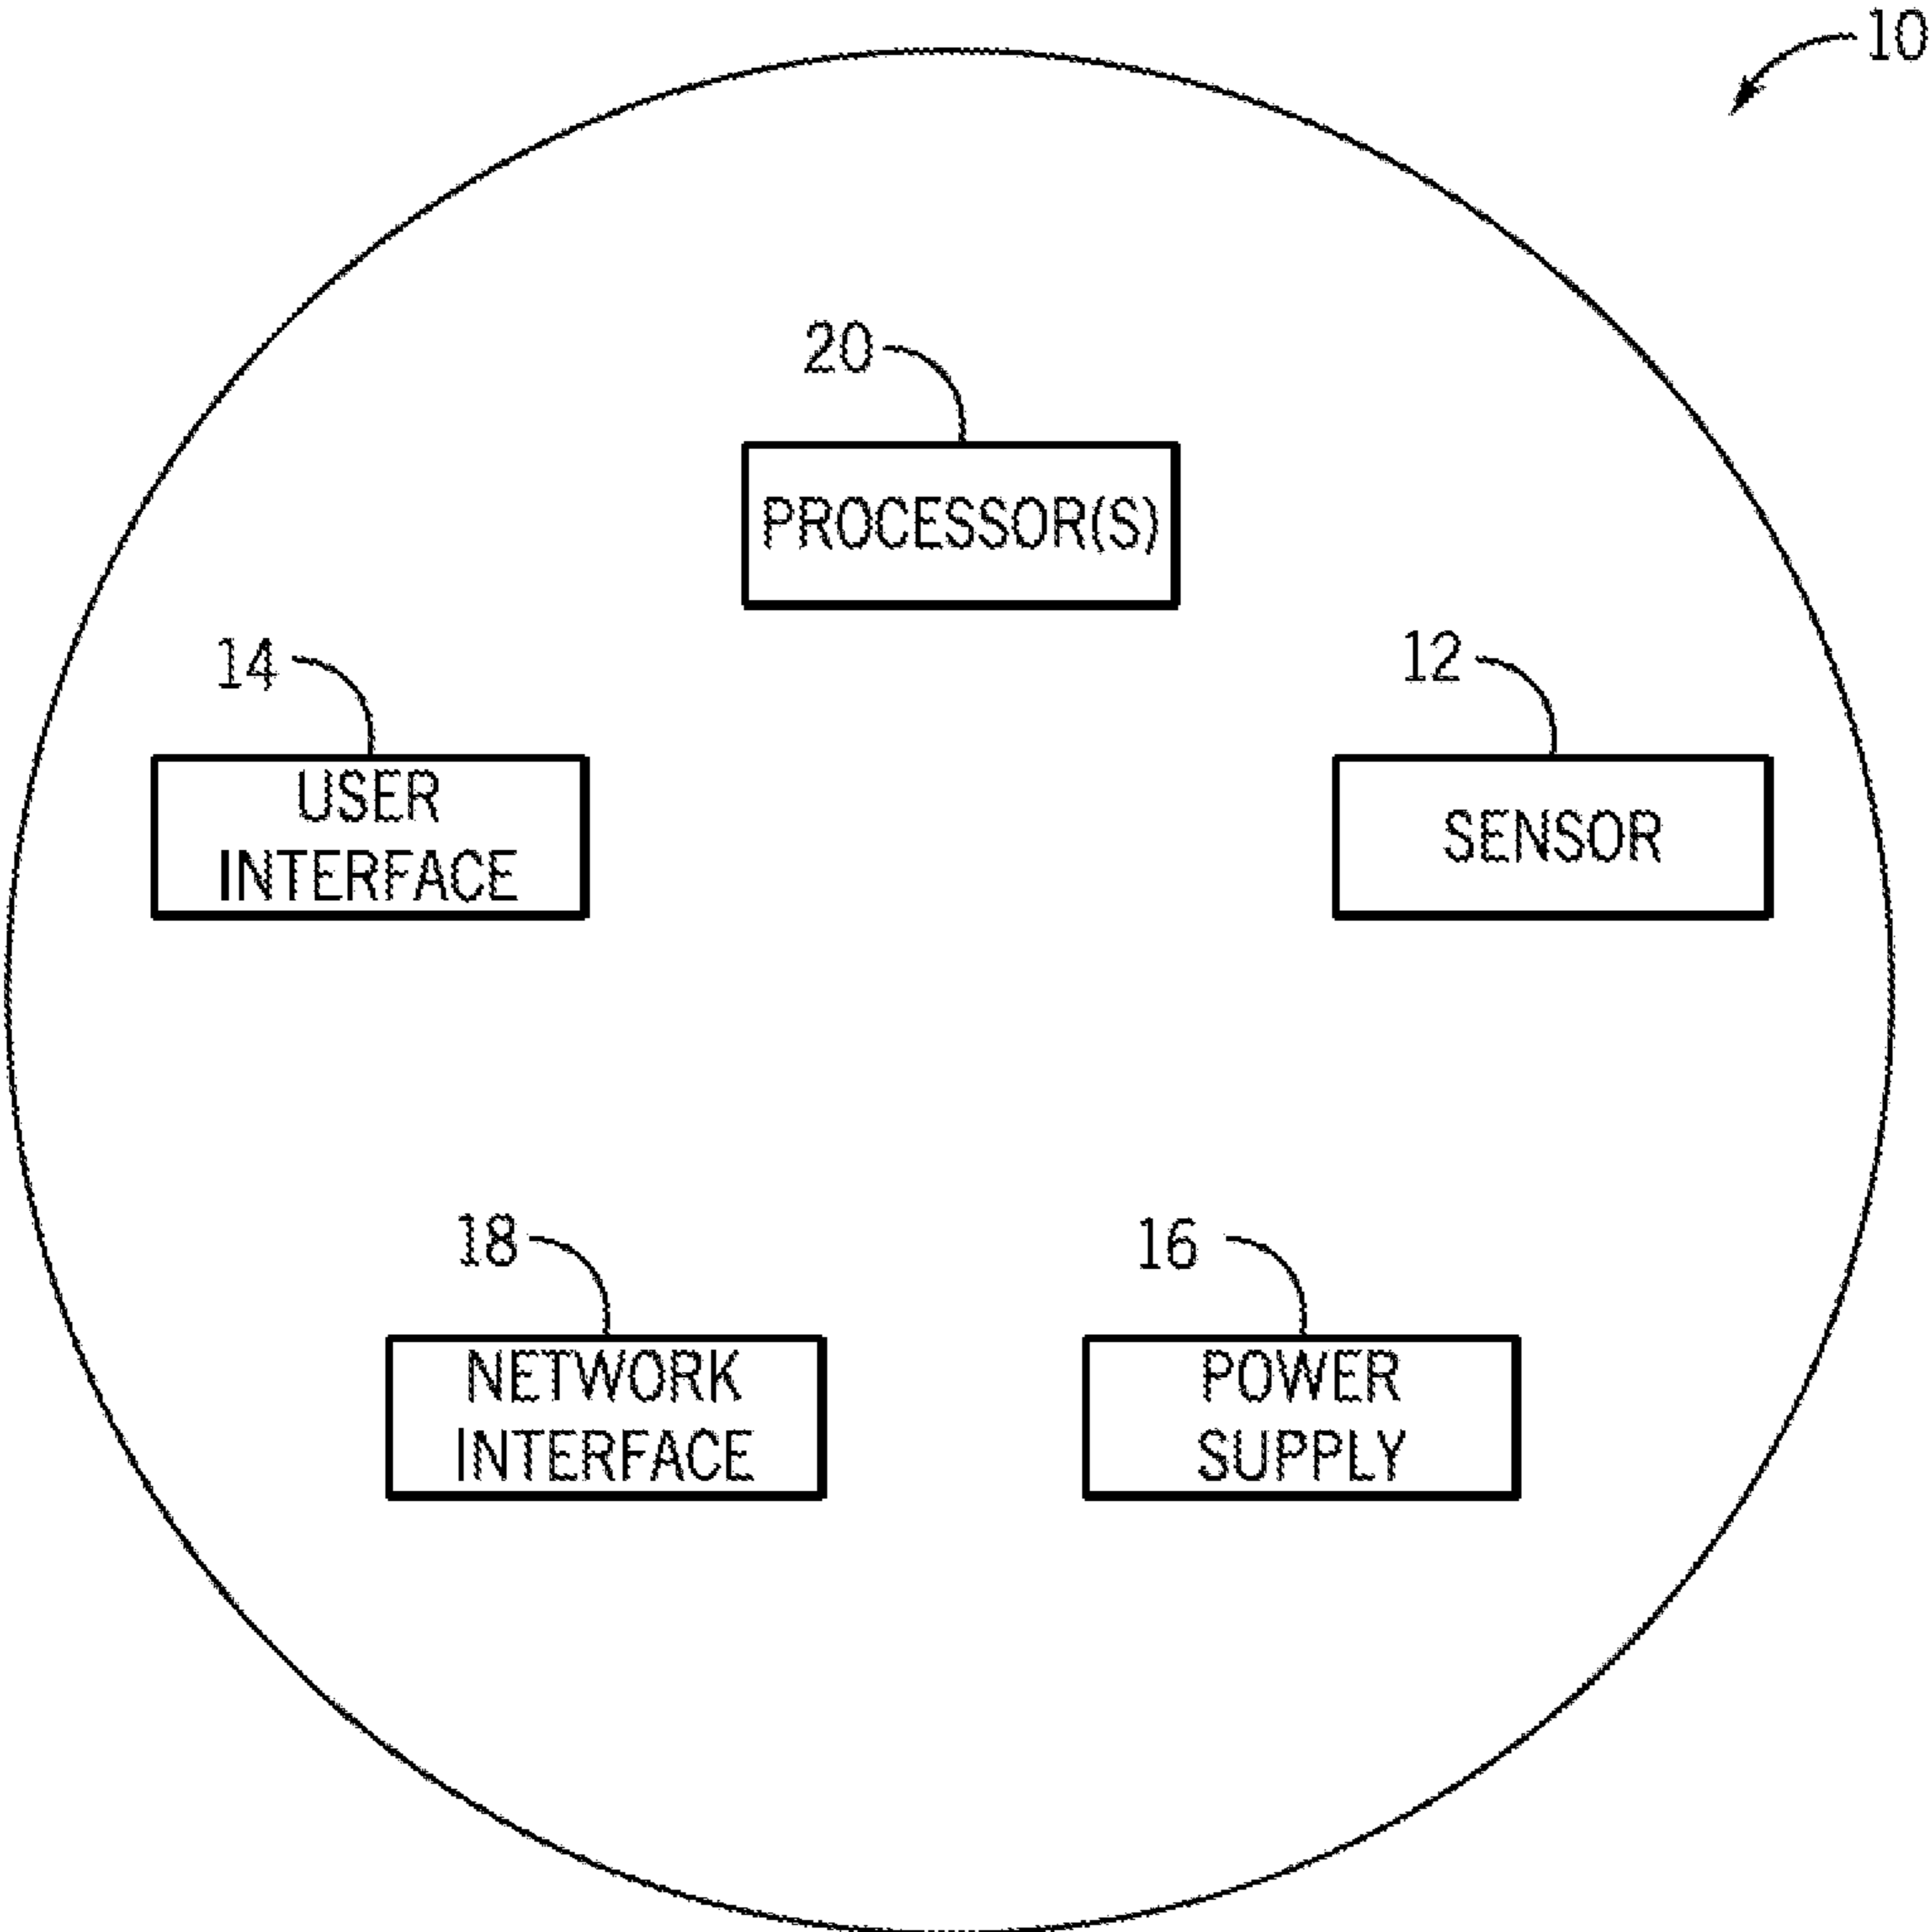 10
20
PROCESSOR(S)
14
USER
INTERFACE
12
SENSOR
18
NETWORK
INTERFACE
16
POWER
SUPPLY